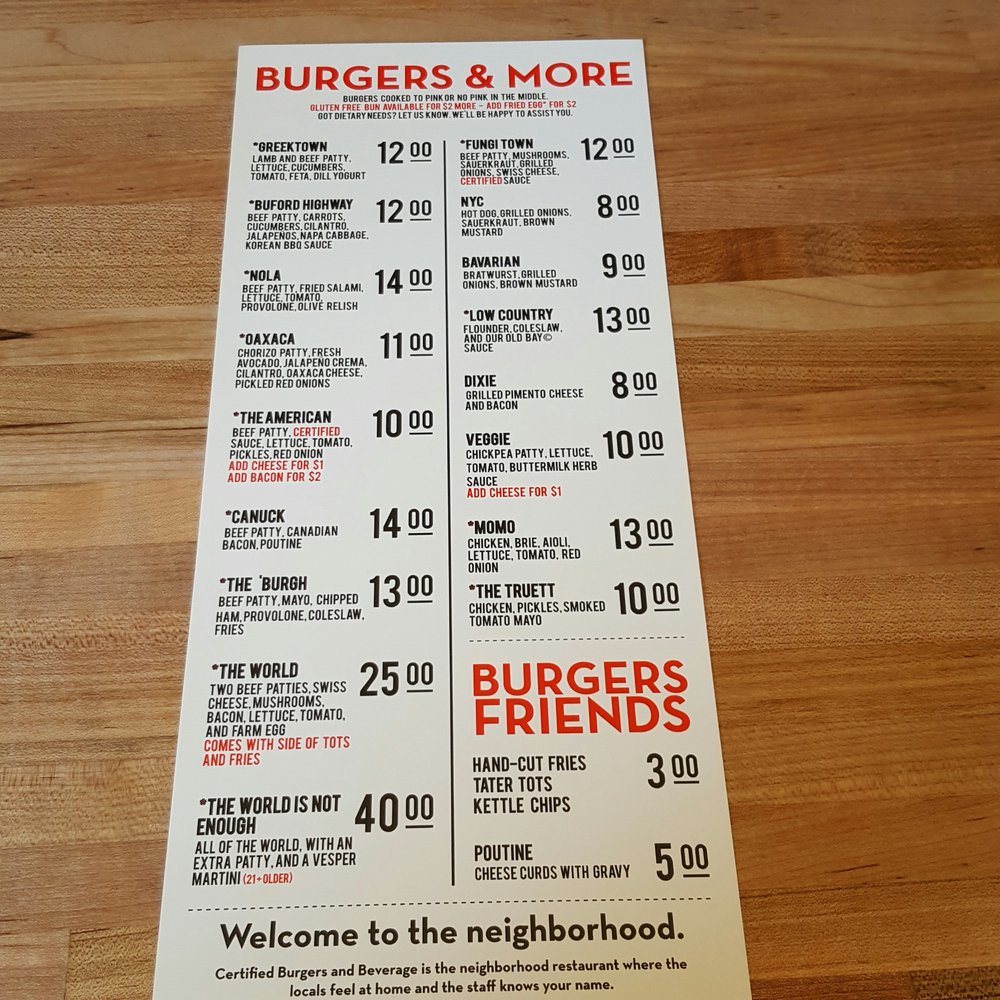 BURGERS & MORE
BURGERS COOKED TO PINK OR NO PINK IN THE MIDDLE.
GLUTEN FREE BUN AVAILABLE FOR $2 MORE - ADD FRIED EGG* FOR $2
GOT DIETARY NEEDS? LET US KNOW. WE'LL BE HAPPY TO ASSIST YOU.
*GREEKTOWN 12 00
LAMB AND BEEF PATTY,
LETTUCE, CUCUMBERS,
TOMATO, FETA, DILL YOGURT
*BUFORD HIGHWAY 12 00
BEEF PATTY, CARROTS,
CUCUMBERS, CILANTRO,
JALAPEÑOS, NAPA CABBAGE,
KOREAN BBQ SAUCE
*NOLA 14 00
BEEF PATTY, FRIED SALAMI,
LETTUCE, TOMATO,
PROVOLONE, OLIVE RELISH
*OAXACA 11 00
CHORIZO PATTY, FRESH
AVOCADO, JALAPENO CREMA,
CILANTRO, OAXACA CHEESE,
PICKLED RED ONIONS
*THE AMERICAN 10 00
BEEF PATTY, CERTIFIED
SAUCE, LETTUCE, TOMATO,
PICKLES, RED ONION
ADD CHEESE FOR $1
ADD BACON FOR $2
*CANUCK 14 00
BEEF PATTY, CANADIAN
BACON, POUTINE
*THE 'BURGH 13 00
BEEF PATTY, MAYO, CHIPPED
HAM, PROVOLONE, COLESLAW,
FRIES
*THE WORLD 25 00
TWO BEEF PATTIES, SWISS
CHEESE, MUSHROOMS,
BACON, LETTUCE, TOMATO,
AND FARM EGG
COMES WITH SIDE OF TOTS
AND FRIES
*THE WORLD IS NOT
ENOUGH 40 00
ALL OF THE WORLD, WITH AN
EXTRA PATTY, AND A VESPER
MARTINI (21+ OLDER)
*FUNGI TOWN 12 00
BEEF PATTY, MUSHROOMS,
SAUERKRAUT, GRILLED
ONIONS, SWISS CHEESE,
CERTIFIED SAUCE
NYC 8 00
HOT DOG, GRILLED ONIONS,
SAUERKRAUT, BROWN
MUSTARD
BAVARIAN 9 00
BRATWURST, GRILLED
ONIONS, BROWN MUSTARD
*LOW COUNTRY 13 00
FLOUNDER, COLESLAW,
AND OUR OLD BAY©
SAUCE
DIXIE 8 00
GRILLED PIMENTO CHEESE
AND BACON
VEGGIE 10 00
CHICKPEA PATTY, LETTUCE,
TOMATO, BUTTERMILK HERB
SAUCE
ADD CHEESE FOR $1
*MOMO 13 00
CHICKEN, BRIE, AIOLI,
LETTUCE, TOMATO, RED
ONION
*THE TRUETT 10 00
CHICKEN, PICKLES, SMOKED
TOMATO MAYO
BURGERS
FRIENDS
HAND-CUT FRIES 3 00
TATER TOTS
KETTLE CHIPS
POUTINE 5 00
CHEESE CURDS WITH GRAVY
Welcome to the neighborhood.
Certified Burgers and Beverage is the neighborhood restaurant where the
locals feel at home and the staff knows your name.